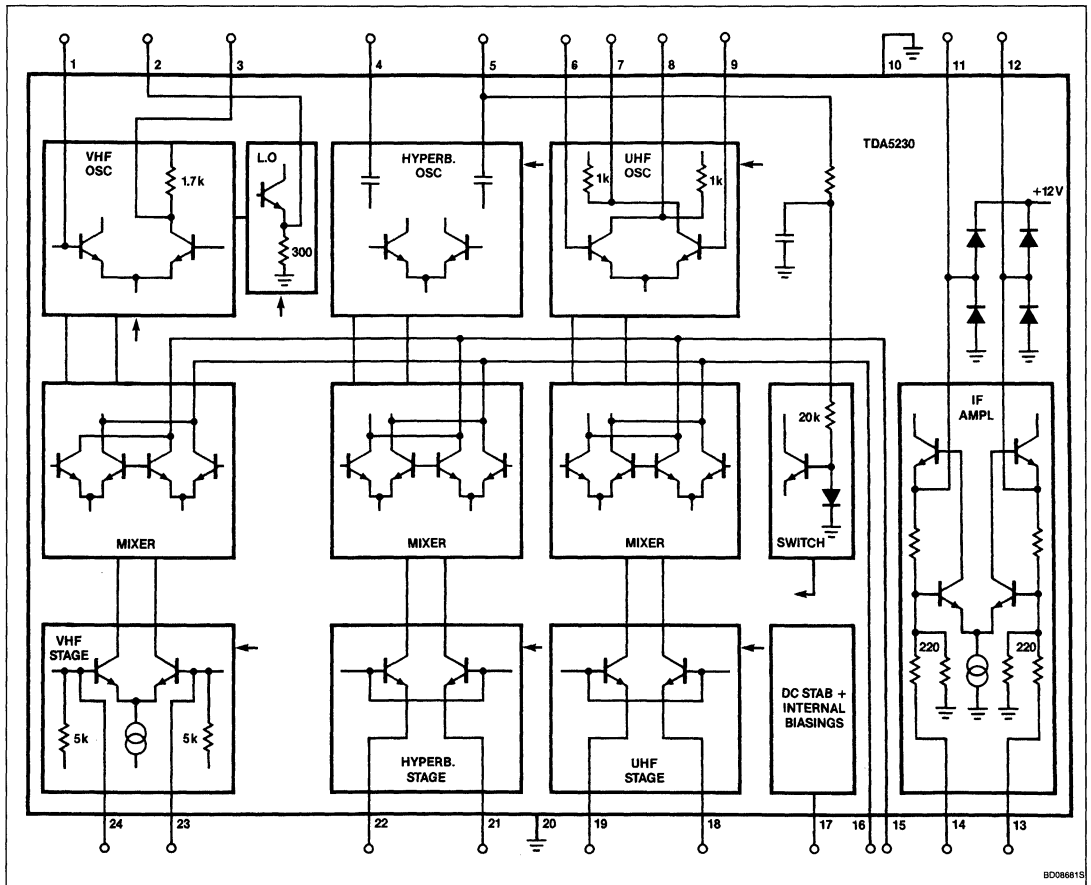 1 2 3 4 5 6 7 8 9 10 11 12
TDA5230
VHF
OSC
1.7k
L.O
300
HYPERB.
OSC
UHF
OSC
1k 1k
+12V
MIXER
MIXER
MIXER
20k
SWITCH
IF
AMPL
220 220
VHF
STAGE
5k 5k
HYPERB.
STAGE
UHF
STAGE
DC STAB +
INTERNAL
BIASINGS
24 23 22 21 20 19 18 17 16 15 14 13
BD08681S